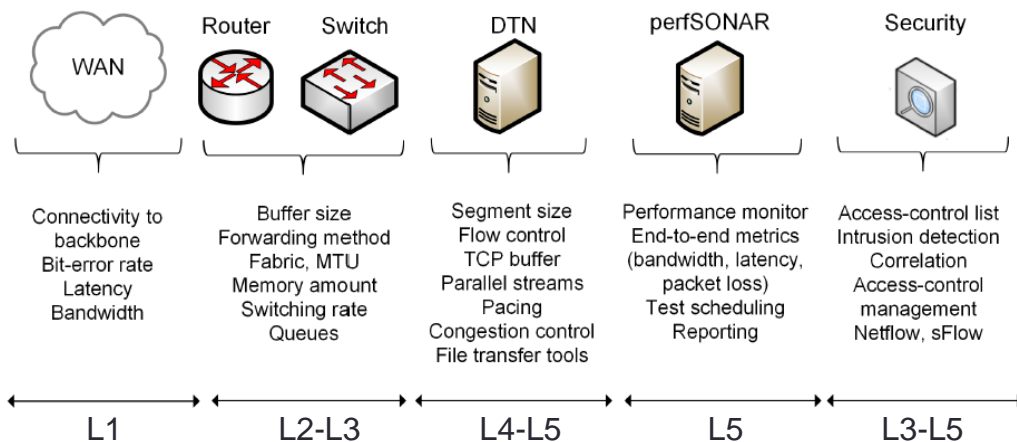 WAN
Router
Switch
DTN
perfSONAR
Security
Connectivity to
backbone
Bit-error rate
Latency
Bandwidth
Buffer size
Forwarding method
Fabric, MTU
Memory amount
Switching rate
Queues
Segment size
Flow control
TCP buffer
Parallel streams
Pacing
Congestion control
File transfer tools
Performance monitor
End-to-end metrics
(bandwidth, latency,
packet loss)
Test scheduling
Reporting
Access-control list
Intrusion detection
Correlation
Access-control
management
Netflow, sFlow
L1
L2-L3
L4-L5
L5
L3-L5